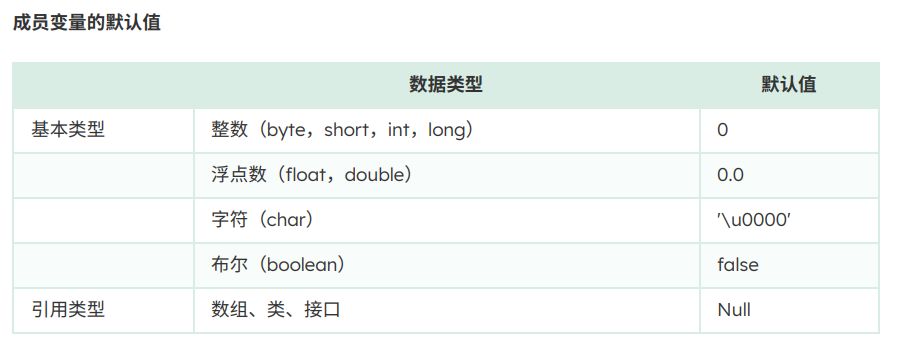 成员变量的默认值
数据类型 默认值
基本类型 整数（byte，short，int，long） 0
浮点数（float，double） 0.0
字符（char） '\u0000'
布尔（boolean） false
引用类型 数组、类、接口 Null